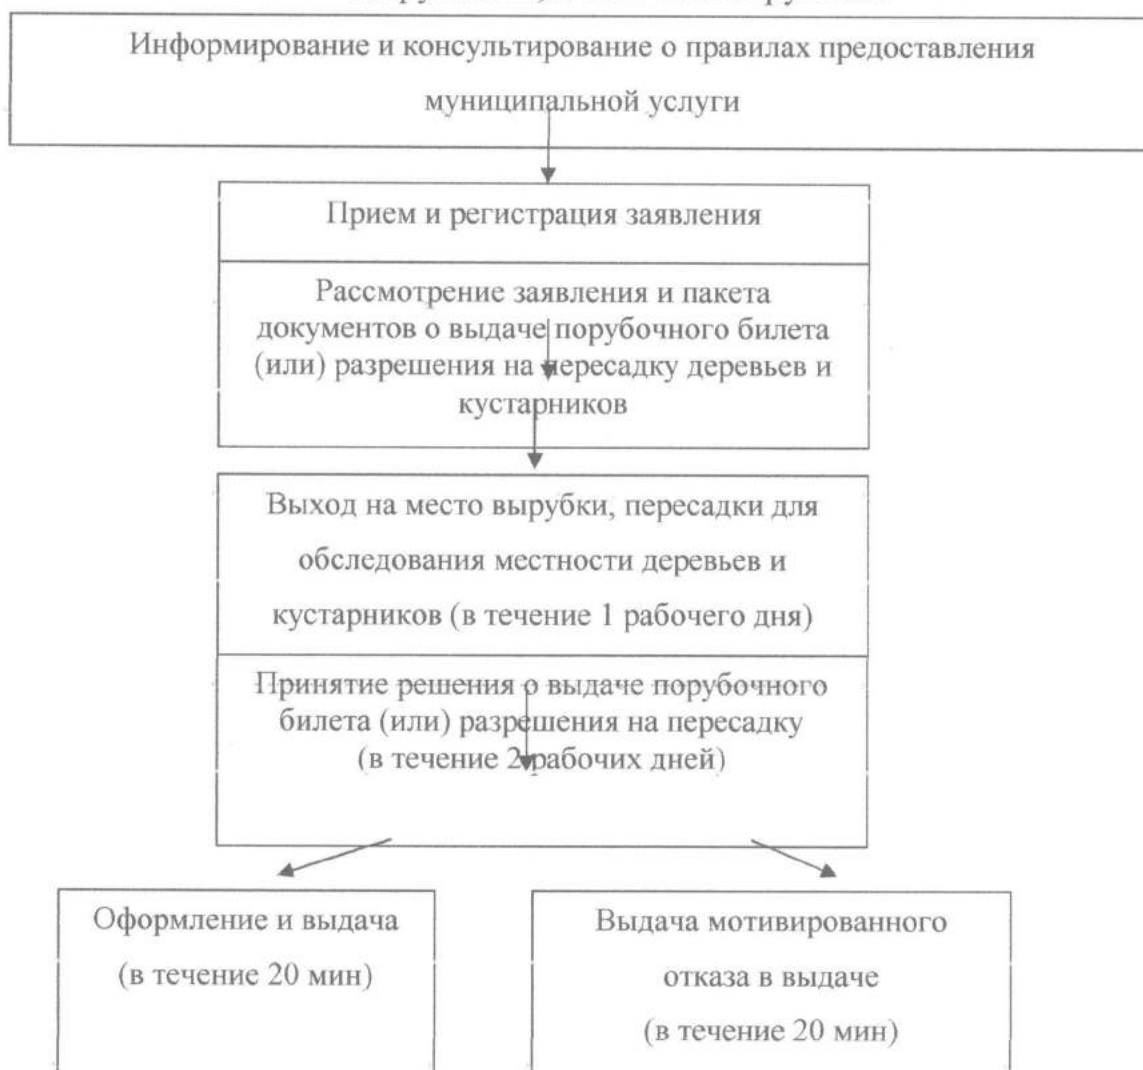 Информирование и консультирование о правилах предоставления
муниципальной услуги
Прием и регистрация заявления
Рассмотрение заявления и пакета
документов о выдаче порубочного билета
(или) разрешения на пересадку деревьев и
кустарников
Выход на место вырубки, пересадки для
обследования местности деревьев и
кустарников (в течение 1 рабочего дня)
Принятие решения о выдаче порубочного
билета (или) разрешения на пересадку
(в течение 2 рабочих дней)
Оформление и выдача
(в течение 20 мин)
Выдача мотивированного
отказа в выдаче
(в течение 20 мин)